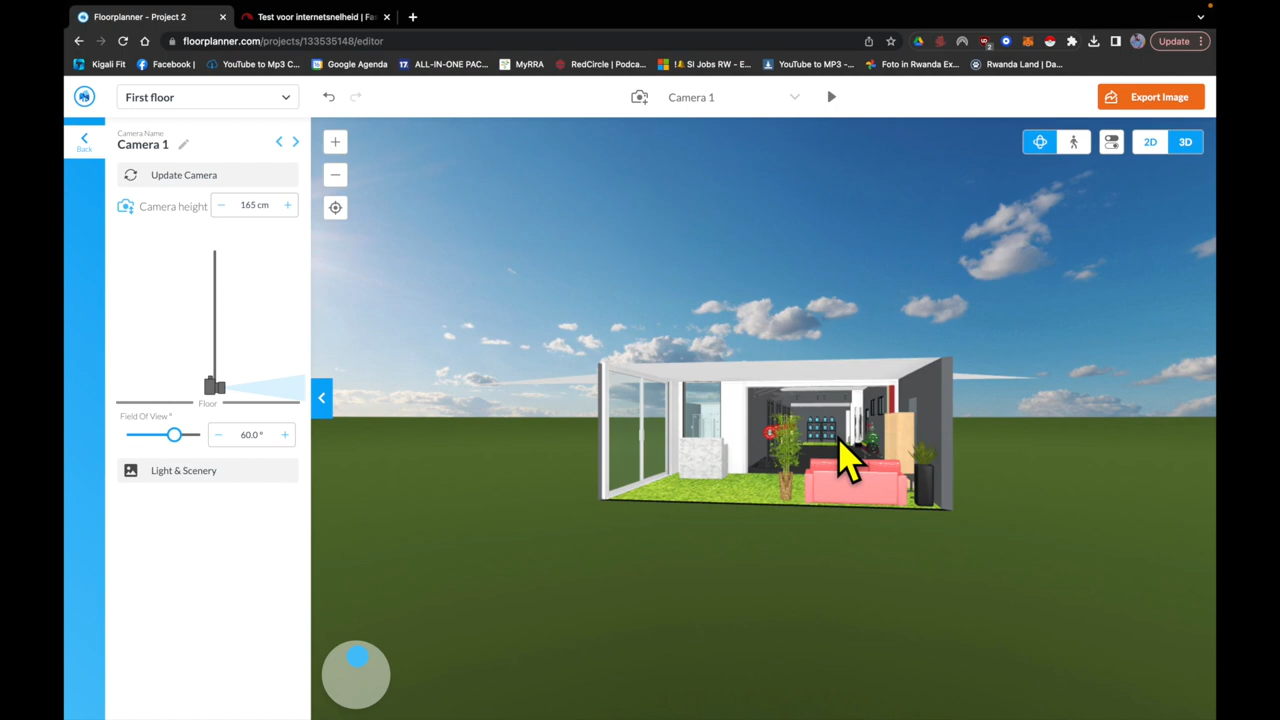 Floorplanner - Project 2
Test voor internetsnelheid | Fas
floorplanner.com/projects/133535148/editor
Update
Kigali Fit
Facebook |
YouTube to Mp3 C...
Google Agenda
ALL-IN-ONE PAC...
MyRRA
RedCircle | Podca...
SI Jobs RW - E...
YouTube to MP3 -...
Foto in Rwanda Ex...
Rwanda Land | Da...
First floor
Camera 1
Export Image
Back
Camera Name
Camera 1
2D
3D
Update Camera
Camera height
165 cm
Floor
Field Of View °
60.0 °
Light & Scenery